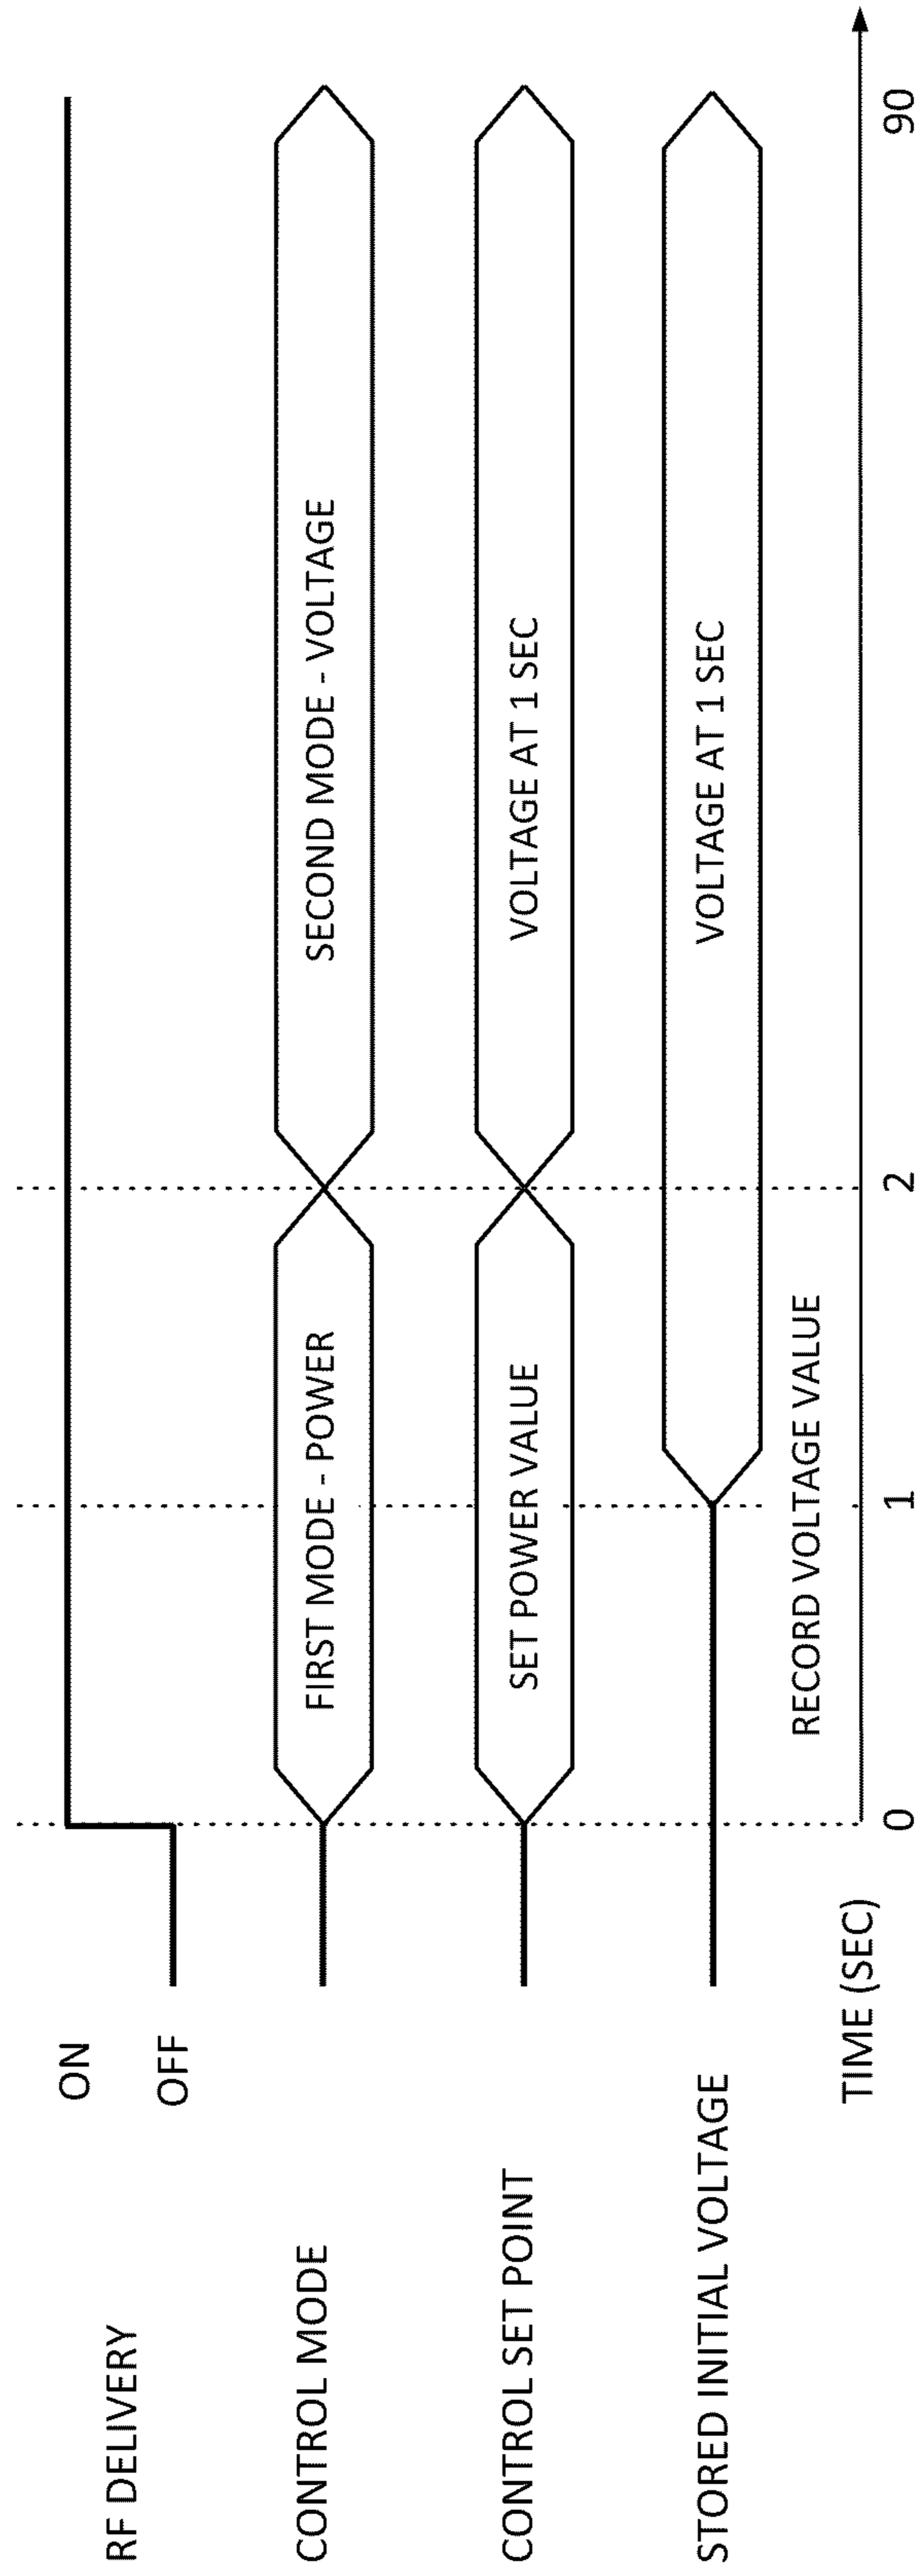 RF DELIVERY
ON
OFF
CONTROL MODE
FIRST MODE - POWER
SECOND MODE - VOLTAGE
CONTROL SET POINT
SET POWER VALUE
VOLTAGE AT 1 SEC
STORED INITIAL VOLTAGE
VOLTAGE AT 1 SEC
RECORD VOLTAGE VALUE
TIME (SEC)
0
1
2
90